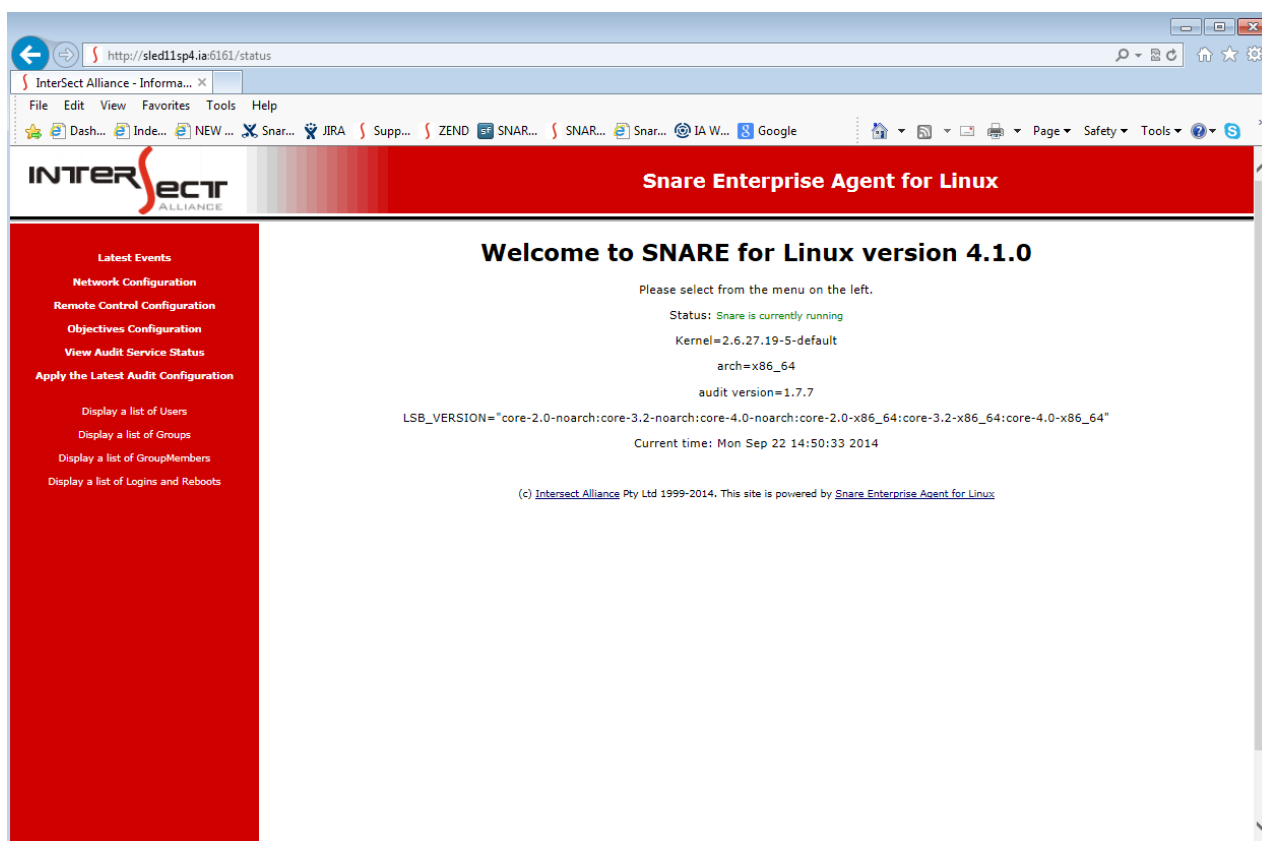 http://sled11sp4.ia:6161/status
InterSect Alliance - Informa...
File Edit View Favorites Tools Help
Dash... Inde... NEW ... Snar... JIRA Supp... ZEND SNAR... SNAR... Snar... IA W... Google Page Safety Tools
INTERSECT
ALLIANCE
Snare Enterprise Agent for Linux
Latest Events
Network Configuration
Remote Control Configuration
Objectives Configuration
View Audit Service Status
Apply the Latest Audit Configuration
Display a list of Users
Display a list of Groups
Display a list of GroupMembers
Display a list of Logins and Reboots
Welcome to SNARE for Linux version 4.1.0
Please select from the menu on the left.
Status: Snare is currently running
Kernel=2.6.27.19-5-default
arch=x86_64
audit version=1.7.7
LSB_VERSION="core-2.0-noarch:core-3.2-noarch:core-4.0-noarch:core-2.0-x86_64:core-3.2-x86_64:core-4.0-x86_64"
Current time: Mon Sep 22 14:50:33 2014
(c) Intersect Alliance Pty Ltd 1999-2014. This site is powered by Snare Enterprise Agent for Linux